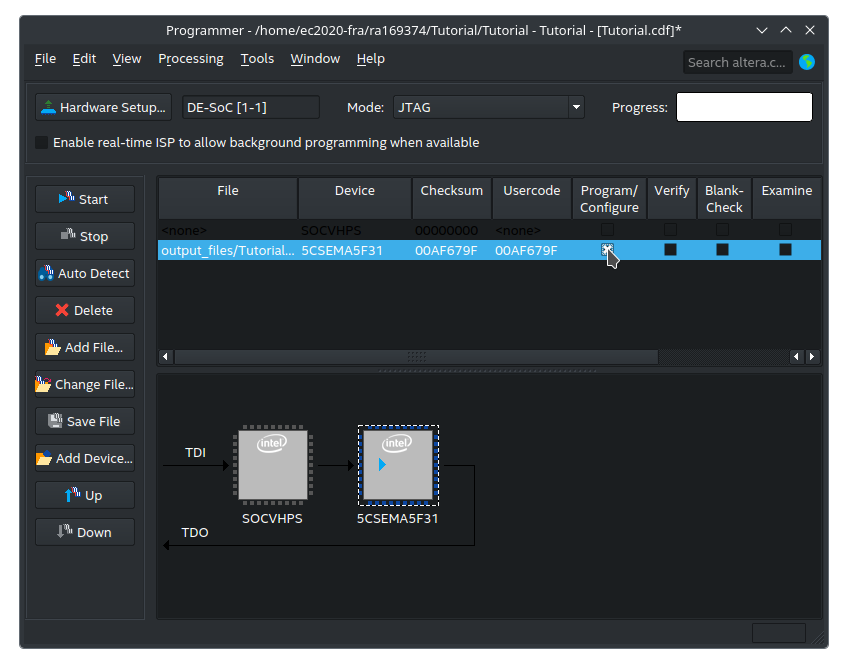 Programmer - /home/ec2020-fra/ra169374/Tutorial/Tutorial - Tutorial - [Tutorial.cdf]*
File Edit View Processing Tools Window Help
Search altera.c...
Hardware Setup... DE-SoC [1-1] Mode: JTAG Progress:
Enable real-time ISP to allow background programming when available
Start
Stop
Auto Detect
Delete
Add File...
Change File...
Save File
Add Device...
Up
Down
File Device Checksum Usercode Program/ Verify Blank- Examine
Configure Check
<none> SOCVHPS 00000000 <none>
output_files/Tutorial... 5CSEMA5F31 00AF679F 00AF679F
intel intel
TDI
SOCVHPS 5CSEMA5F31
TDO